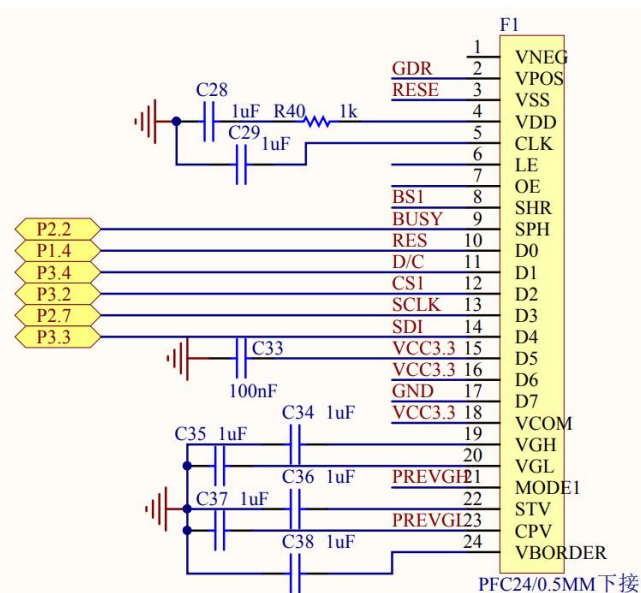 F1
1 VNEG
GDR 2 VPOS
RESE 3 VSS
C28 1uF R40 1k 4 VDD
C29 1uF 5 CLK
6 LE
7 OE
BS1 8 SHR
P2.2 BUSY 9 SPH
P1.4 RES 10 D0
P3.4 D/C 11 D1
P3.2 CS1 12 D2
P2.7 SCLK 13 D3
P3.3 SDI 14 D4
C33 100nF VCC3.3 15 D5
VCC3.3 16 D6
GND 17 D7
VCC3.3 18 VCOM
C34 1uF 19 VGH
C35 1uF 20 VGL
C36 1uF PREVGH 21 MODE1
22 STV
C37 1uF PREVGL 23 CPV
C38 1uF 24 VBORDER
PFC24/0.5MM下接